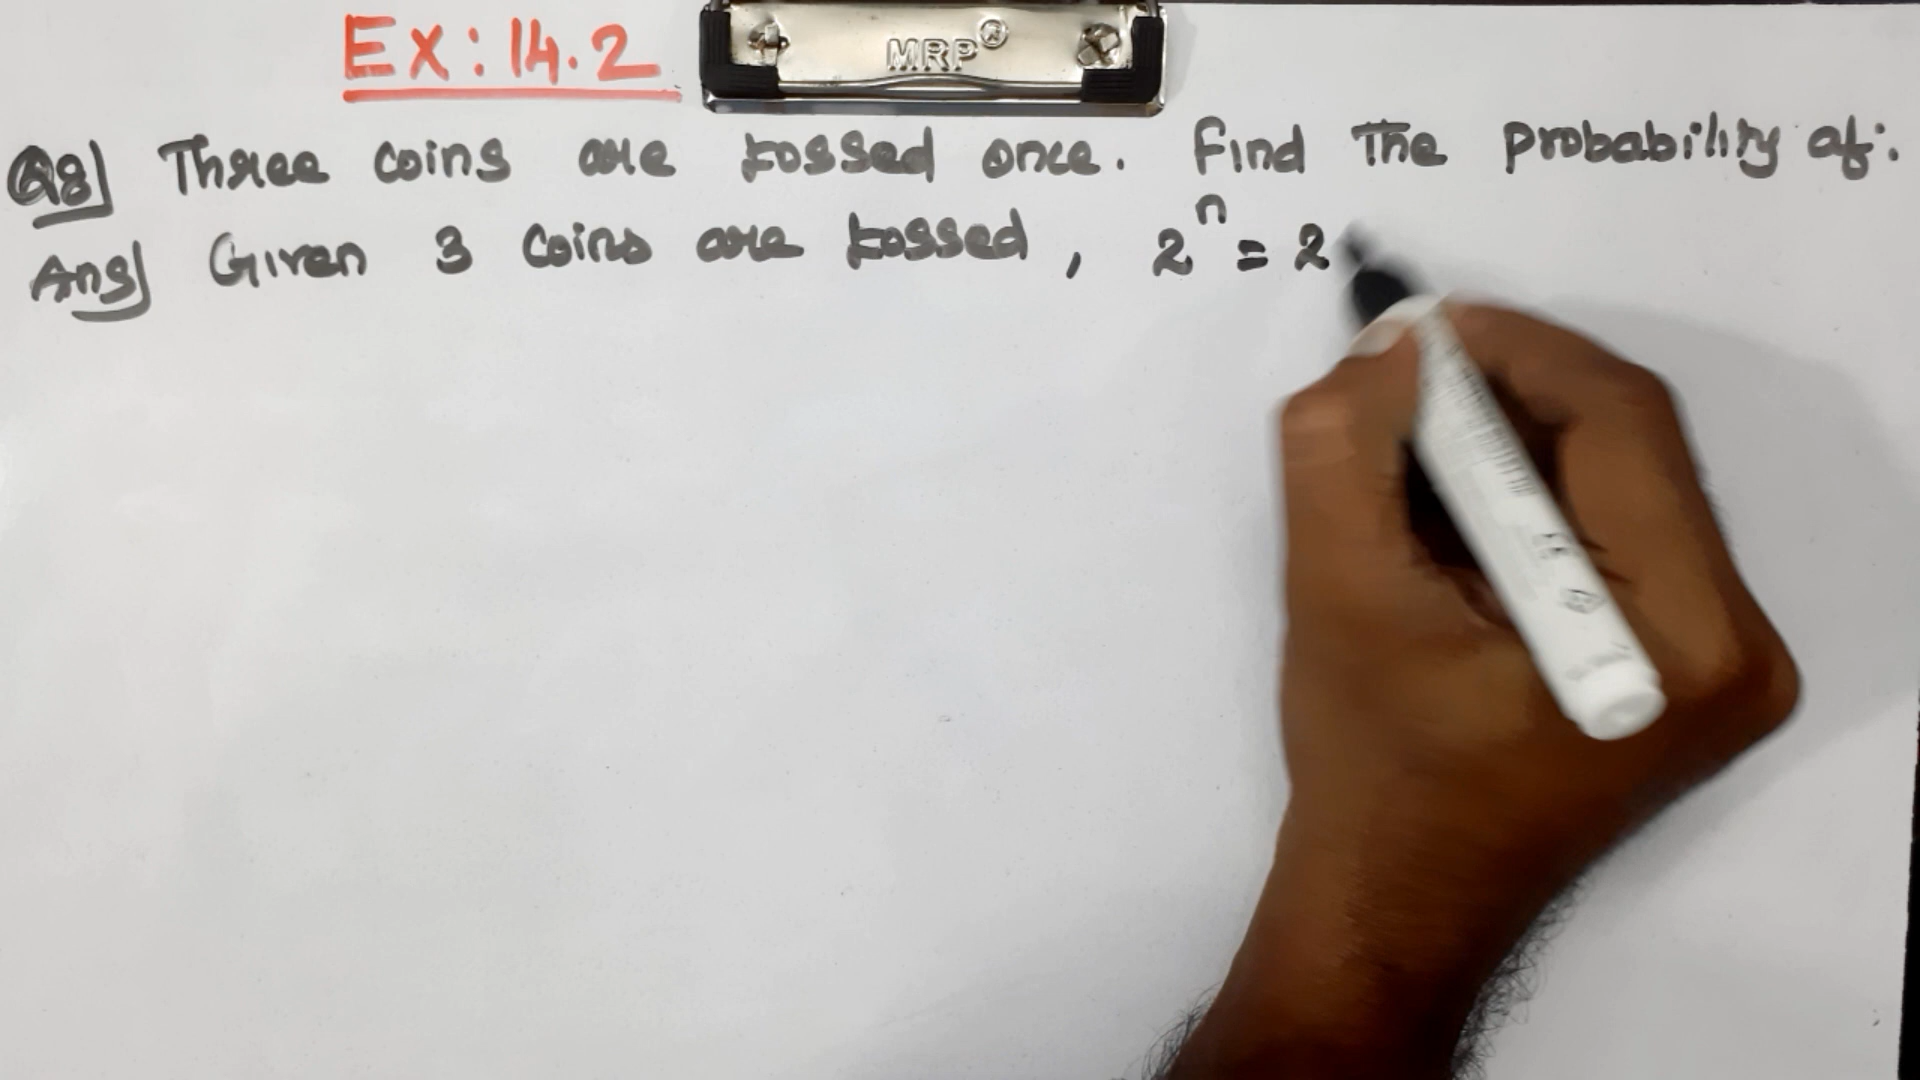 Ex: 14.2
MRP®
Q8] Three coins are tossed once. Find The probability of:
Ans] Given 3 coins are tossed, 2ⁿ = 2
CE